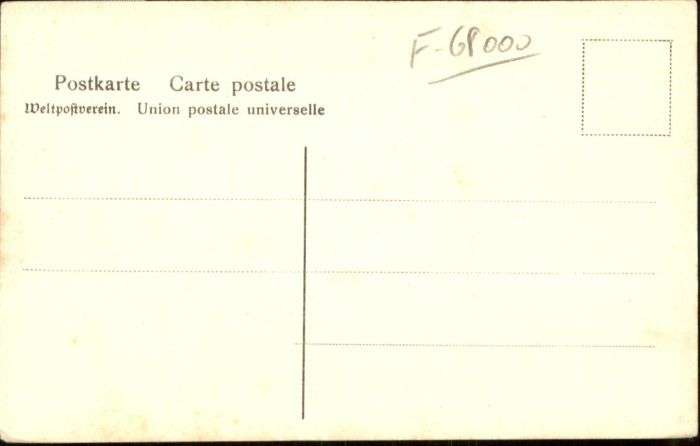 F-68000
Postkarte Carte postale
Weltpostverein. Union postale universelle